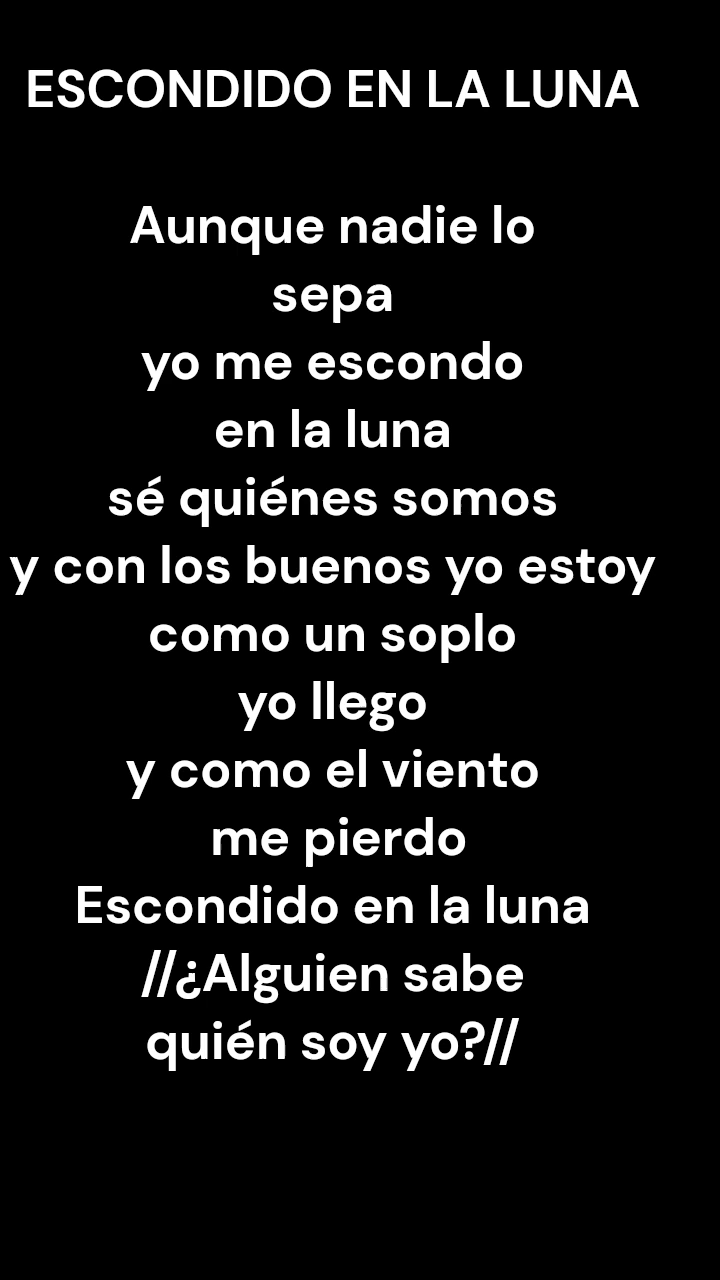 ESCONDIDO EN LA LUNA
Aunque nadie lo
sepa
yo me escondo
en la luna
sé quiénes somos
y con los buenos yo estoy
como un soplo
yo llego
y como el viento
me pierdo
Escondido en la luna
//¿Alguien sabe
quién soy yo?//